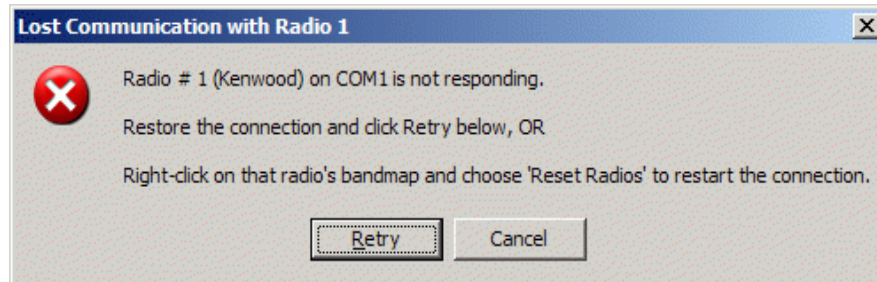 Lost Communication with Radio 1
Radio # 1 (Kenwood) on COM1 is not responding.
Restore the connection and click Retry below, OR
Right-click on that radio's bandmap and choose 'Reset Radios' to restart the connection.
Retry
Cancel